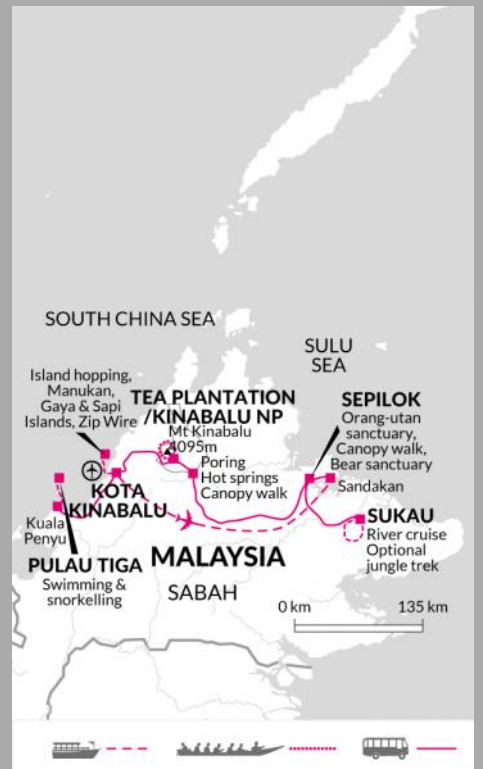 SOUTH CHINA SEA
SULU
SEA
Island hopping,
Manukan,
Gaya & Sapi
Islands, Zip Wire
TEA PLANTATION
/KINABALU NP
Mt Kinabalu
4095m
Poring
Hot springs
Canopy walk
SEPILOK
Orang-utan
sanctuary,
Canopy walk,
Bear sanctuary
Sandakan
KOTA
KINABALU
Kuala
Penyu
PULAU TIGA
Swimming &
snorkelling
MALAYSIA
SABAH
SUKAU
River cruise
Optional
jungle trek
0 km 135 km